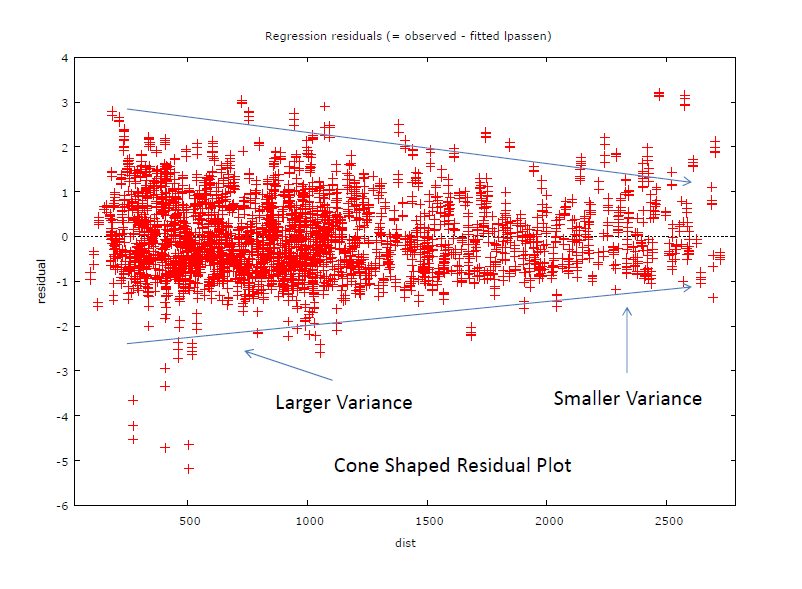 Regression residuals (= observed - fitted lpassen)
4
3
2
1
0
-1
-2
-3
-4
-5
-6
residual
Larger Variance
Smaller Variance
Cone Shaped Residual Plot
500
1000
1500
2000
2500
dist